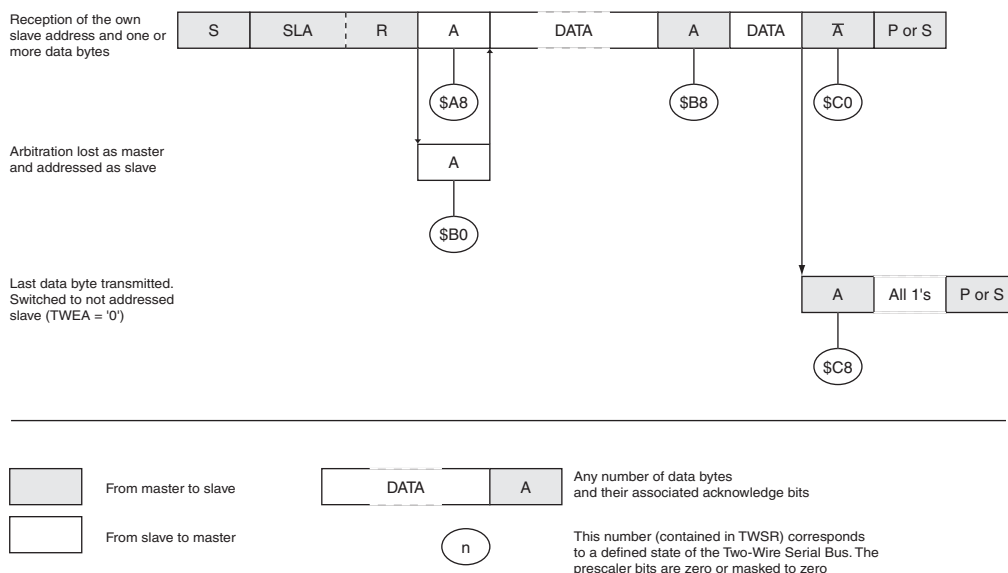 Reception of the own
slave address and one or
more data bytes
S SLA R A DATA A DATA A̅ P or S
$A8 $B8 $C0
Arbitration lost as master
and addressed as slave
A
$B0
Last data byte transmitted.
Switched to not addressed
slave (TWEA = '0')
A All 1's P or S
$C8
From master to slave
DATA A
Any number of data bytes
and their associated acknowledge bits
From slave to master
n
This number (contained in TWSR) corresponds
to a defined state of the Two-Wire Serial Bus. The
prescaler bits are zero or masked to zero